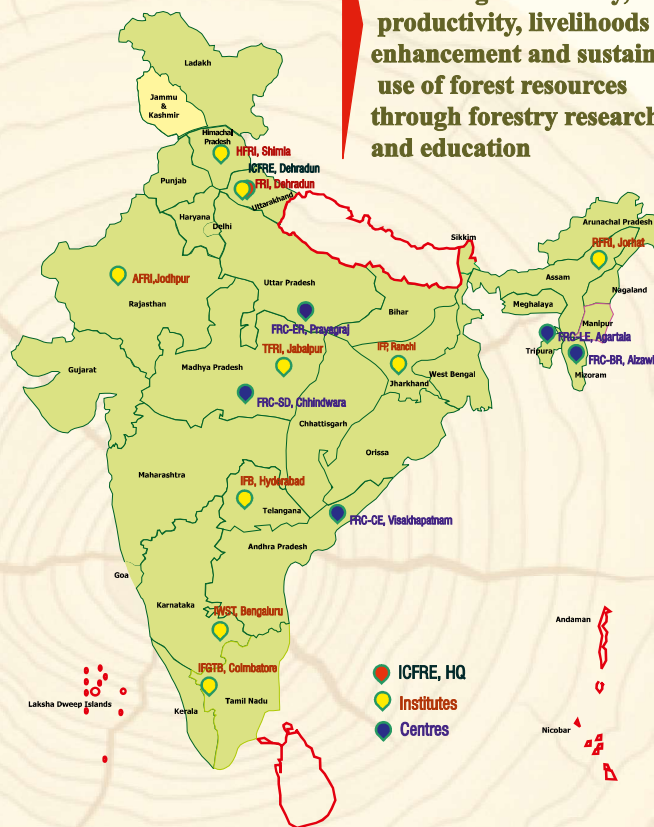 productivity, livelihoods
enhancement and sustain
use of forest resources
through forestry research
and education
Ladakh
Jammu
&
Kashmir
Himachal
Pradesh
HFRI, Shimla
ICFRE, Dehradun
FRI, Dehradun
Uttarakhand
Punjab
Haryana
Delhi
Sikkim
Arunachal Pradesh
RFRI, Jorhat
Assam
Nagaland
Meghalaya
Manipur
FRC-LE, Agartala
Tripura
FRC-BR, Aizawl
Mizoram
AFRI,Jodhpur
Rajasthan
Uttar Pradesh
Bihar
FRC-ER, Prayagraj
TFRI, Jabalpur
IFP, Ranchi
Gujarat
Madhya Pradesh
Jharkhand
West Bengal
FRC-SD, Chhindwara
Chhattisgarh
Orissa
Maharashtra
IFB, Hyderabad
Telangana
FRC-CE, Visakhapatnam
Andhra Pradesh
Goa
Karnataka
IWST, Bengaluru
IFGTB, Coimbatore
Tamil Nadu
Kerala
Laksha Dweep Islands
Andaman
Nicobar
ICFRE, HQ
Institutes
Centres